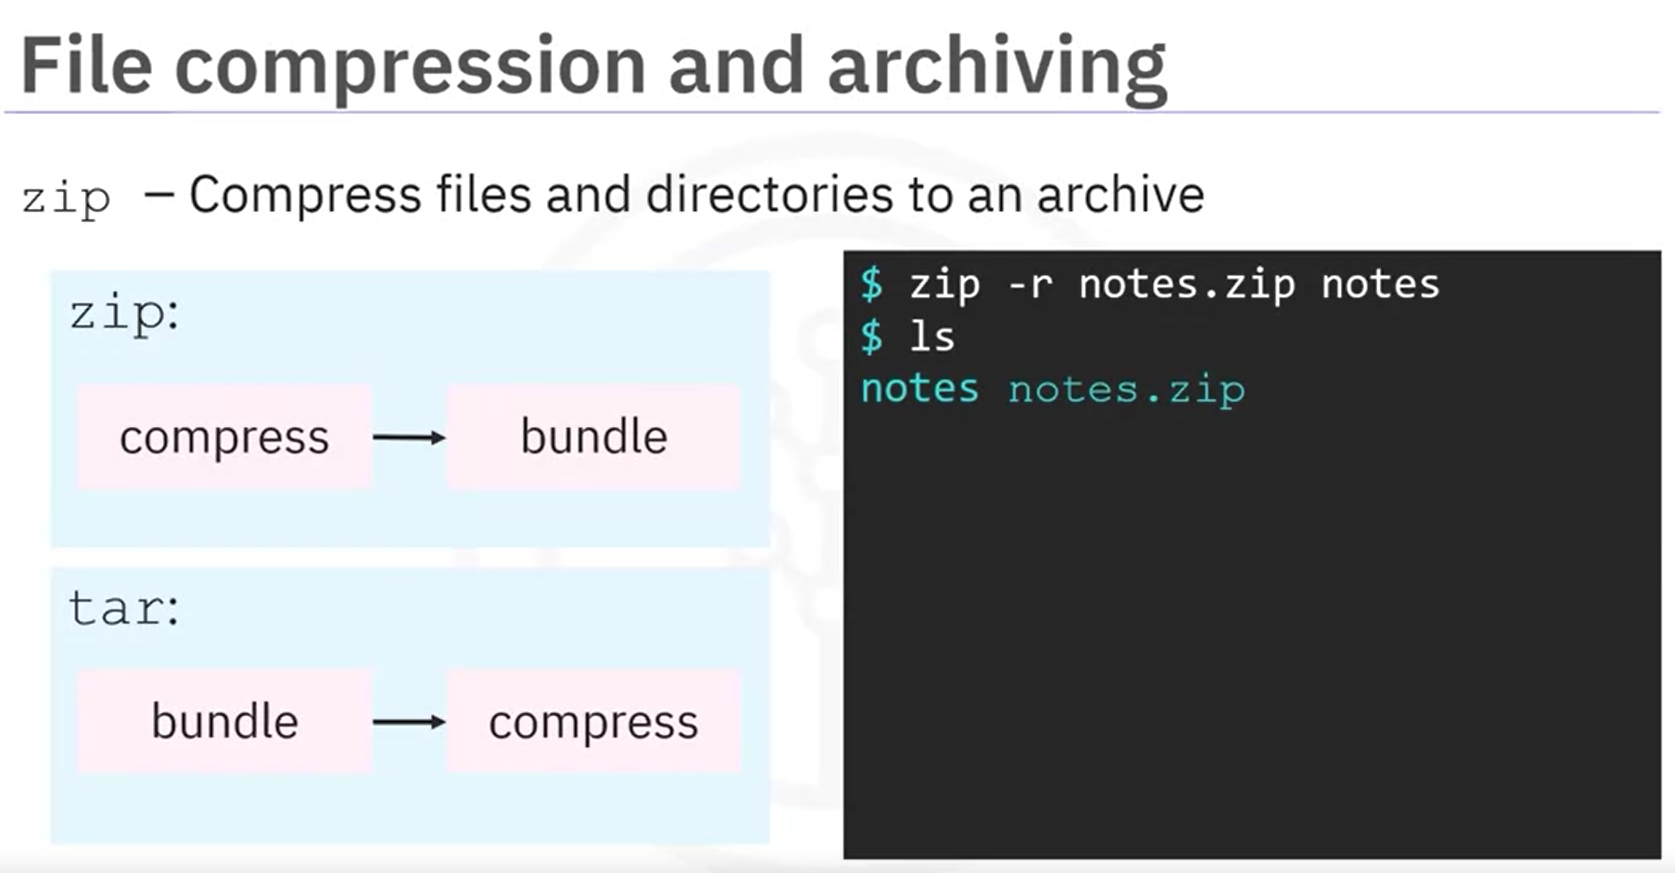 File compression and archiving
zip – Compress files and directories to an archive
zip:
compress
bundle
tar:
bundle
compress
$ zip -r notes.zip notes
$ ls
notes notes.zip